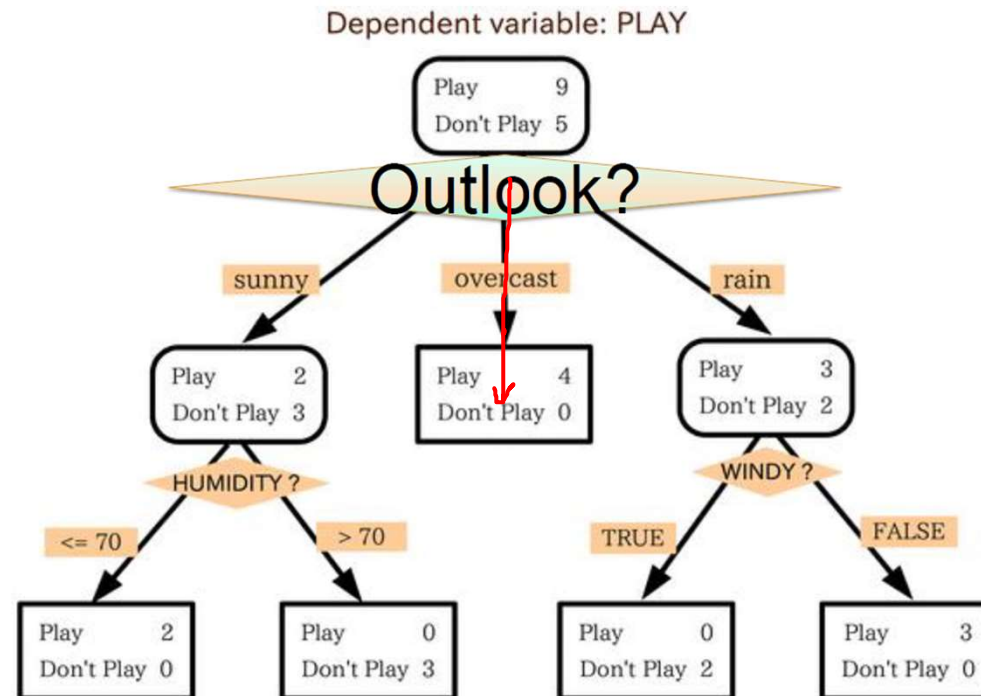 Dependent variable: PLAY
Play 9
Don't Play 5
Outlook?
sunny
overcast
rain
Play 2
Don't Play 3
Play 4
Don't Play 0
Play 3
Don't Play 2
HUMIDITY ?
WINDY ?
<= 70
> 70
TRUE
FALSE
Play 2
Don't Play 0
Play 0
Don't Play 3
Play 0
Don't Play 2
Play 3
Don't Play 0